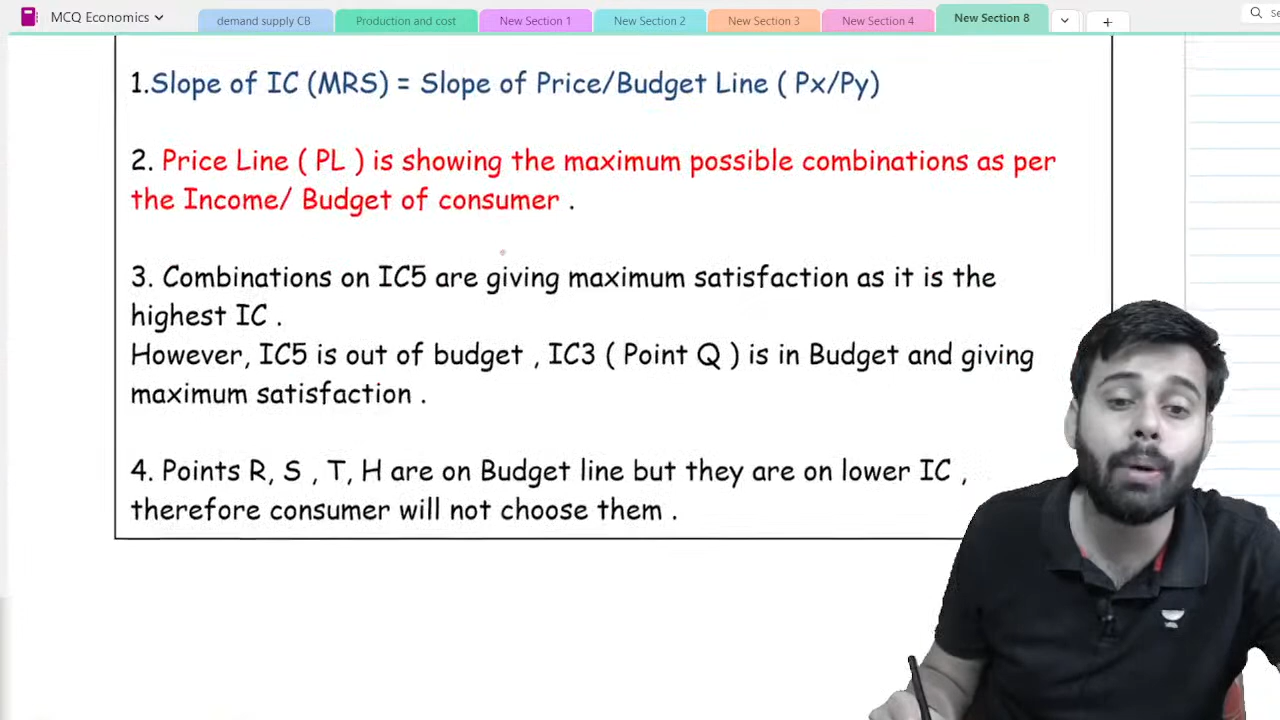 MCQ Economics
demand supply CB
Production and cost
New Section 1
New Section 2
New Section 3
New Section 4
New Section 8
1.Slope of IC (MRS) = Slope of Price/Budget Line ( Px/Py)
2. Price Line ( PL ) is showing the maximum possible combinations as per
the Income/ Budget of consumer .
3. Combinations on IC5 are giving maximum satisfaction as it is the
highest IC .
However, IC5 is out of budget , IC3 ( Point Q ) is in Budget and giving
maximum satisfaction .
4. Points R, S , T, H are on Budget line but they are on lower IC ,
therefore consumer will not choose them .